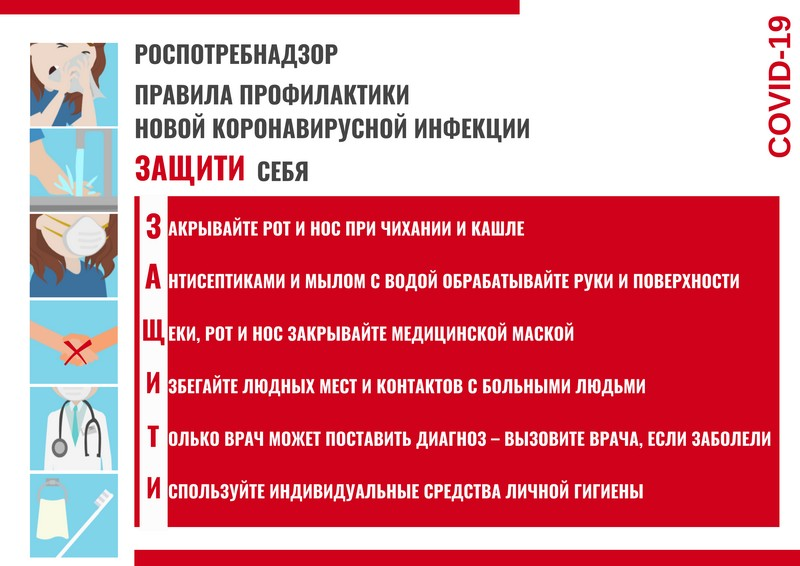 РОСПОТРЕБНАДЗОР
ПРАВИЛА ПРОФИЛАКТИКИ
НОВОЙ КОРОНАВИРУСНОЙ ИНФЕКЦИИ
ЗАЩИТИ СЕБЯ
COVID-19
ЗАКРЫВАЙТЕ РОТ И НОС ПРИ ЧИХАНИИ И КАШЛЕ
АНТИСЕПТИКАМИ И МЫЛОМ С ВОДОЙ ОБРАБАТЫВАЙТЕ РУКИ И ПОВЕРХНОСТИ
ЩЕКИ, РОТ И НОС ЗАКРЫВАЙТЕ МЕДИЦИНСКОЙ МАСКОЙ
ИЗБЕГАЙТЕ ЛЮДНЫХ МЕСТ И КОНТАКТОВ С БОЛЬНЫМИ ЛЮДЬМИ
ТОЛЬКО ВРАЧ МОЖЕТ ПОСТАВИТЬ ДИАГНОЗ – ВЫЗОВИТЕ ВРАЧА, ЕСЛИ ЗАБОЛЕЛИ
ИСПОЛЬЗУЙТЕ ИНДИВИДУАЛЬНЫЕ СРЕДСТВА ЛИЧНОЙ ГИГИЕНЫ